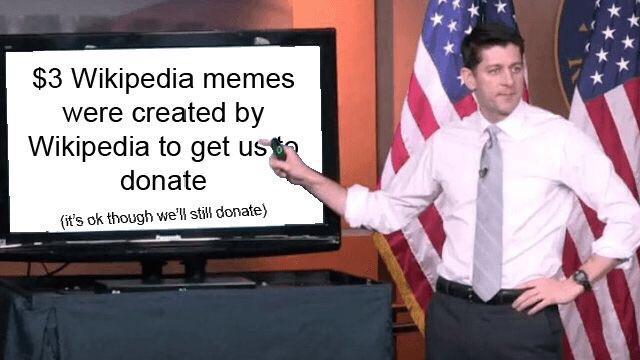 $3 Wikipedia memes
were created by
Wikipedia to get us to
donate
(it's ok though we'll still donate)